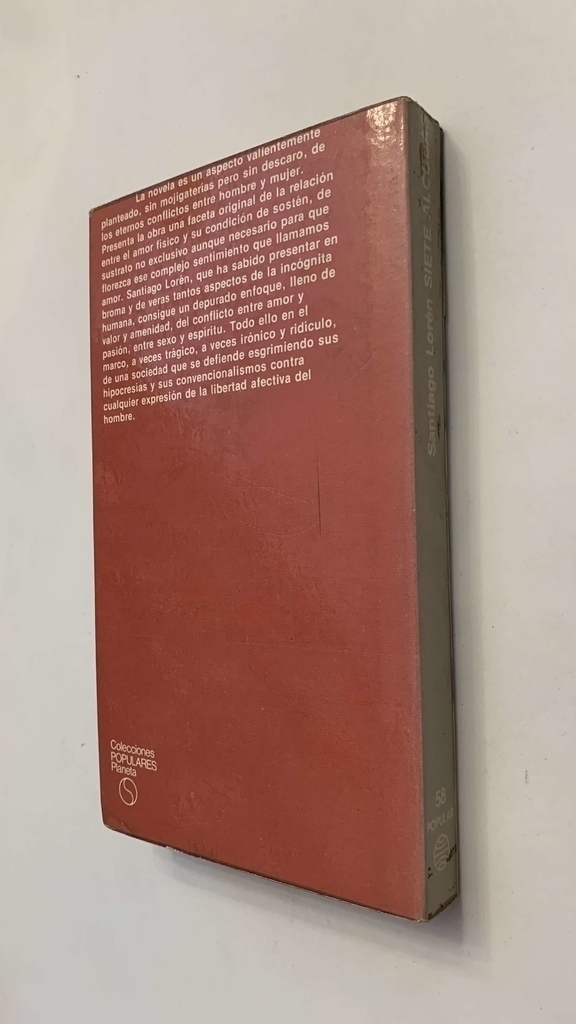 La novela es un aspecto valientemente
planteado, sin mojigaterías pero sin descaro, de
los eternos conflictos entre hombre y mujer.
Presenta la obra una faceta original de la relación
entre el amor físico y su condición de sostén, de
sustrato no exclusivo aunque necesario para que
florezca ese complejo sentimiento que llamamos
amor. Santiago Lorén, que ha sabido presentar en
broma y de veras tantos aspectos de la incógnita
humana, consigue un depurado enfoque, lleno de
valor y amenidad, del conflicto entre amor y
pasión, entre sexo y espíritu. Todo ello en el
marco, a veces trágico, a veces irónico y ridículo,
de una sociedad que se defiende esgrimiendo sus
hipocresías y sus convencionalismos contra
cualquier expresión de la libertad afectiva del
hombre.
Colecciones
POPULARES
Planeta
Santiago Lorén SIETE
58
POPULAR